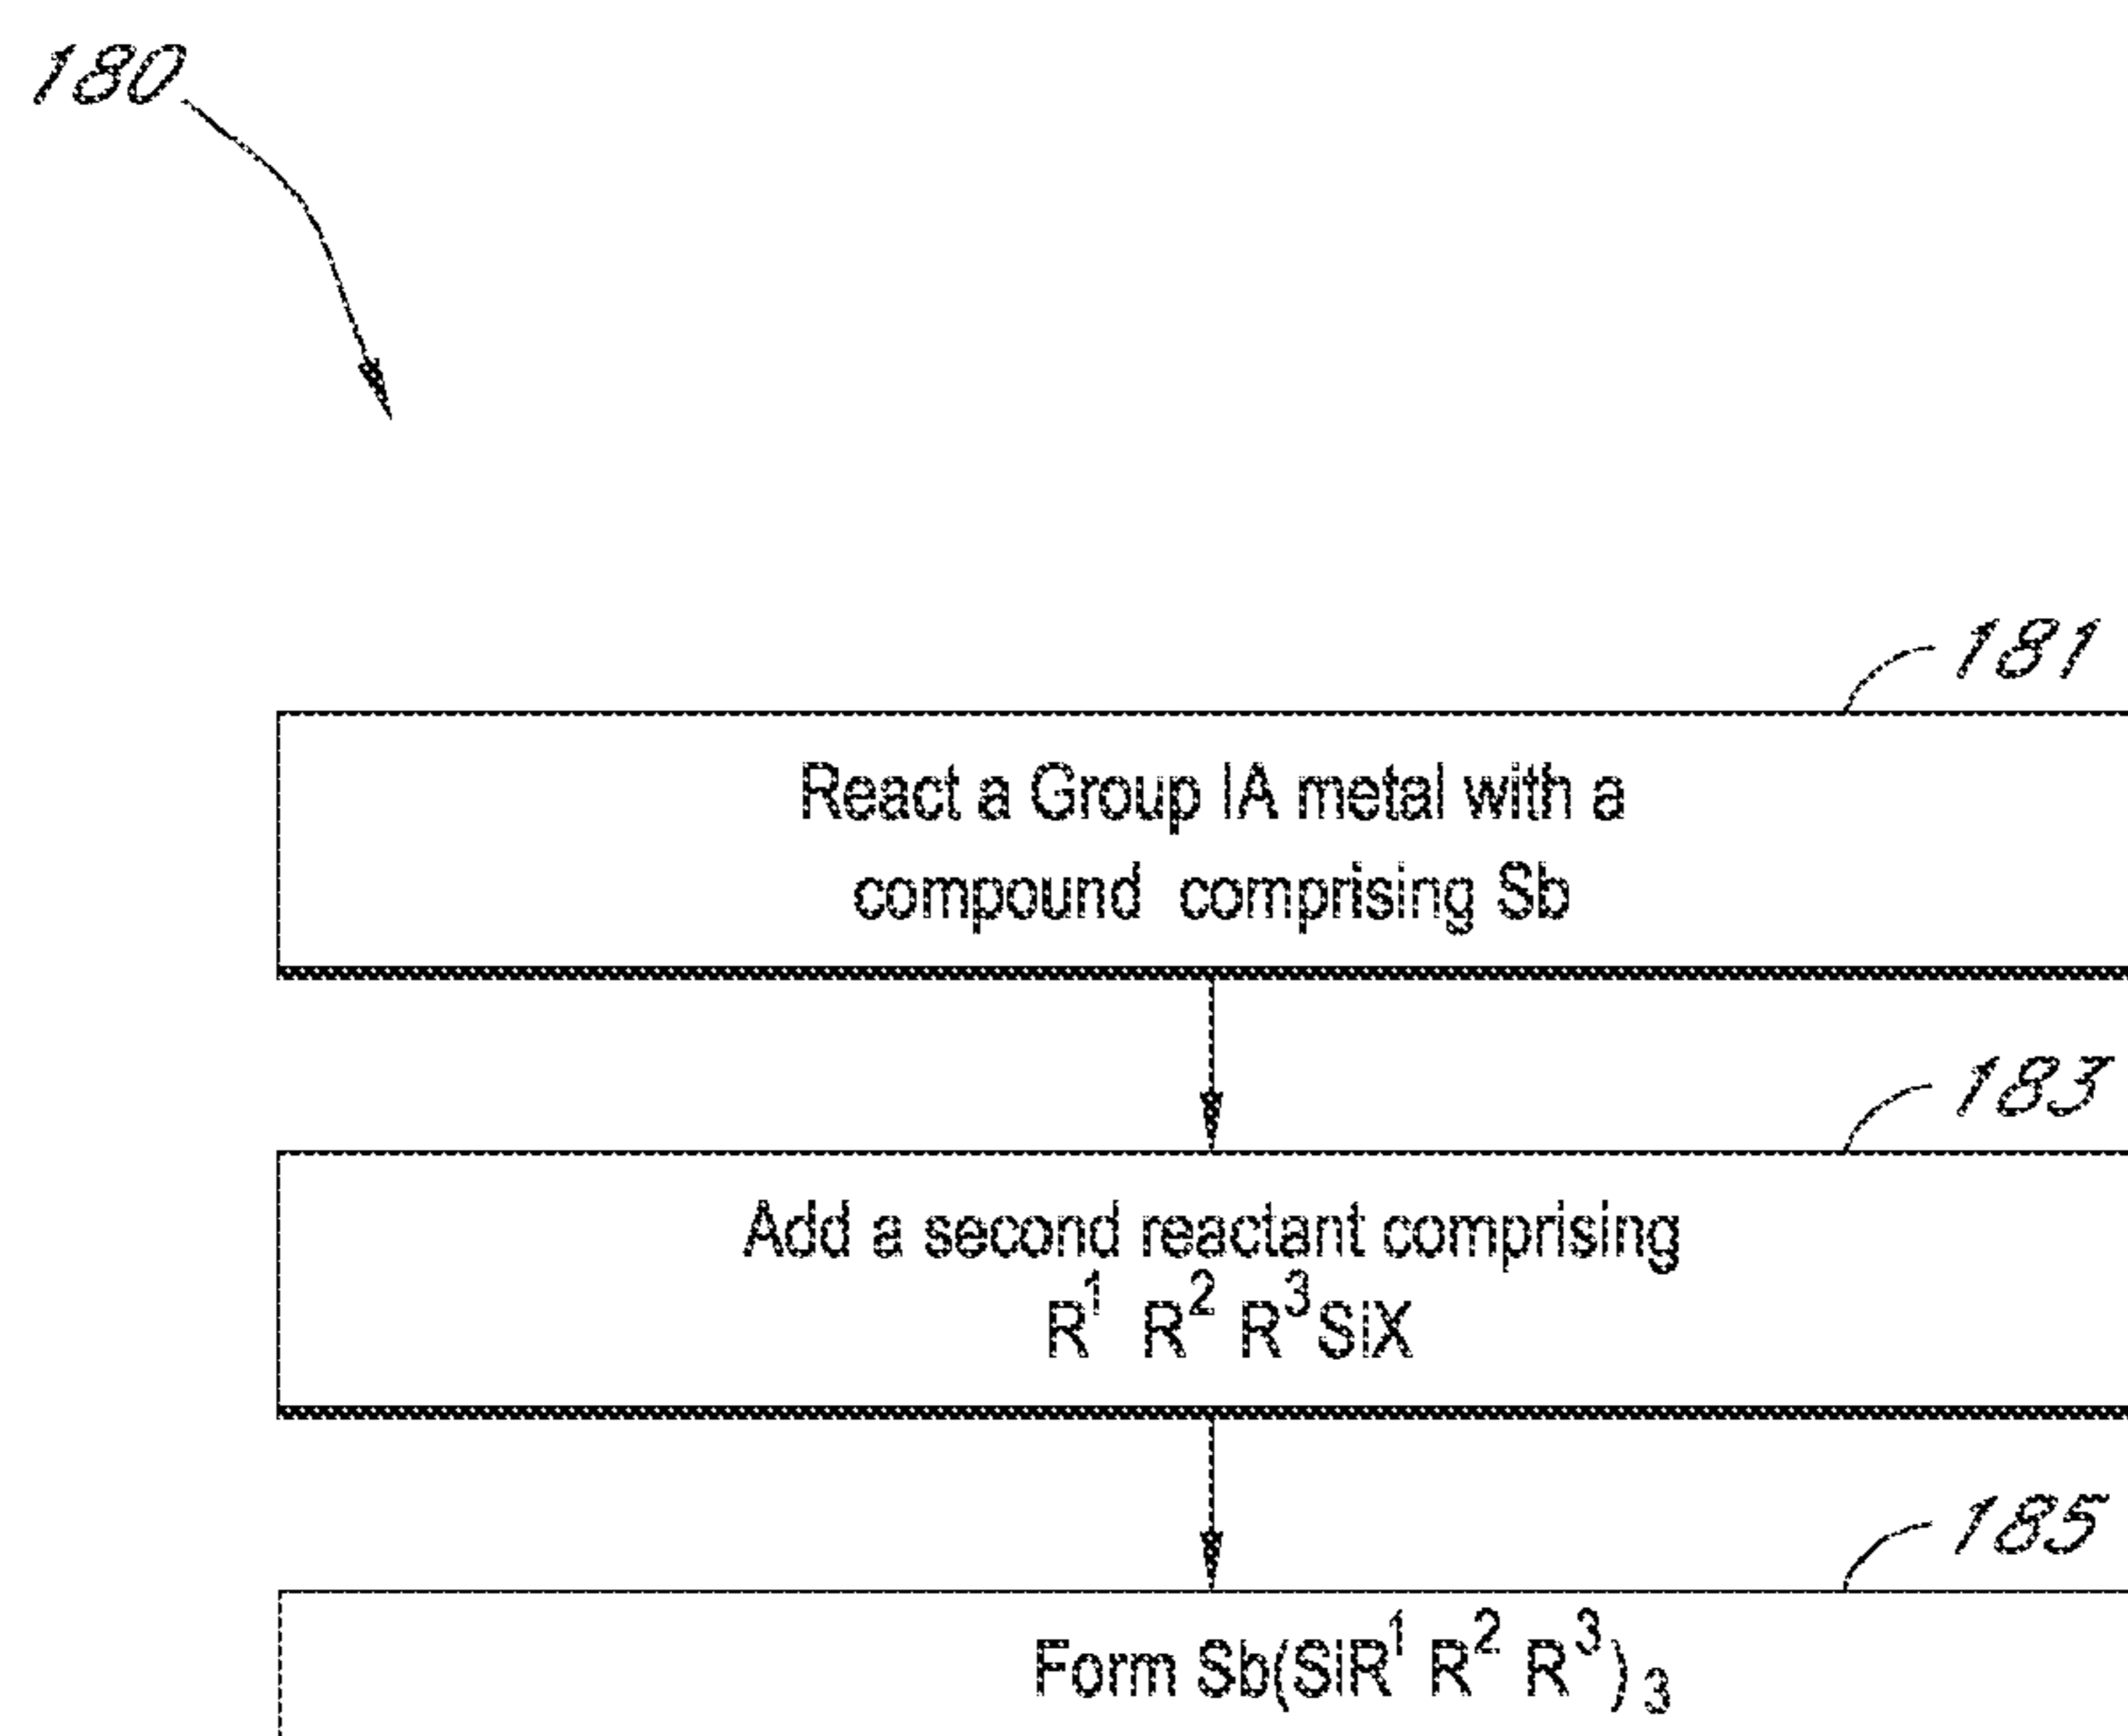 180
181
React a Group IA metal with a
compound comprising Sb
183
Add a second reactant comprising
R¹ R² R³SiX
185
Form Sb(SiR¹ R² R³)₃